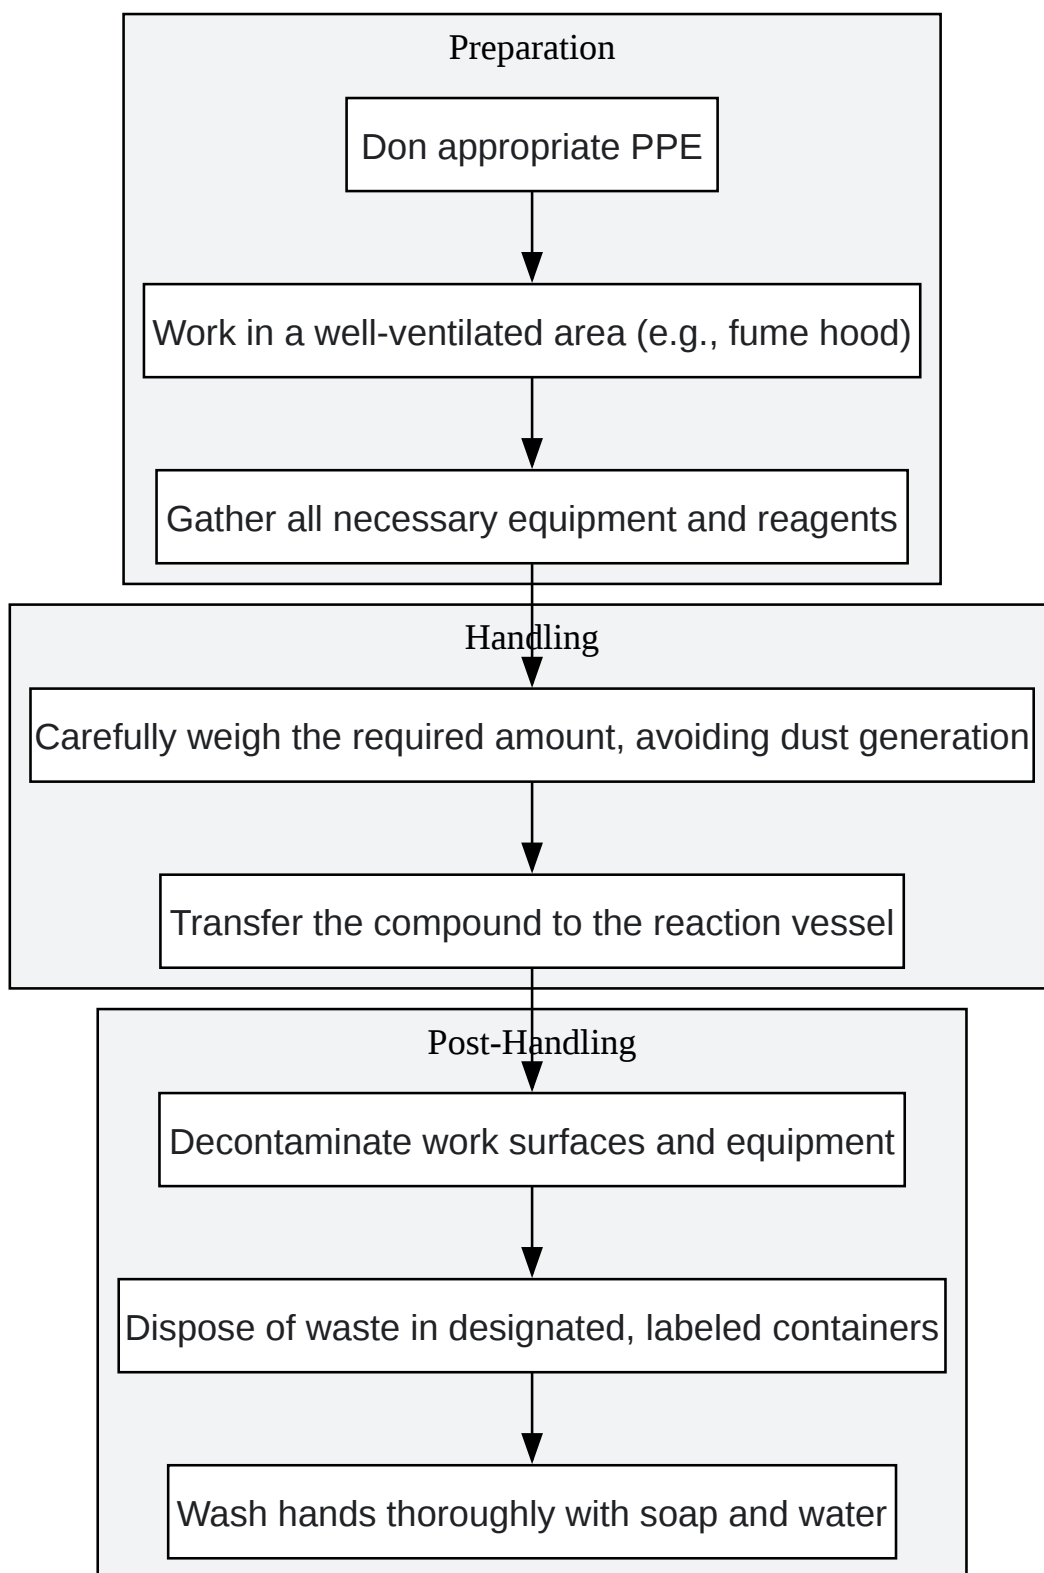 Preparation
Don appropriate PPE
Work in a well-ventilated area (e.g., fume hood)
Gather all necessary equipment and reagents
Handling
Carefully weigh the required amount, avoiding dust generation
Transfer the compound to the reaction vessel
Post-Handling
Decontaminate work surfaces and equipment
Dispose of waste in designated, labeled containers
Wash hands thoroughly with soap and water